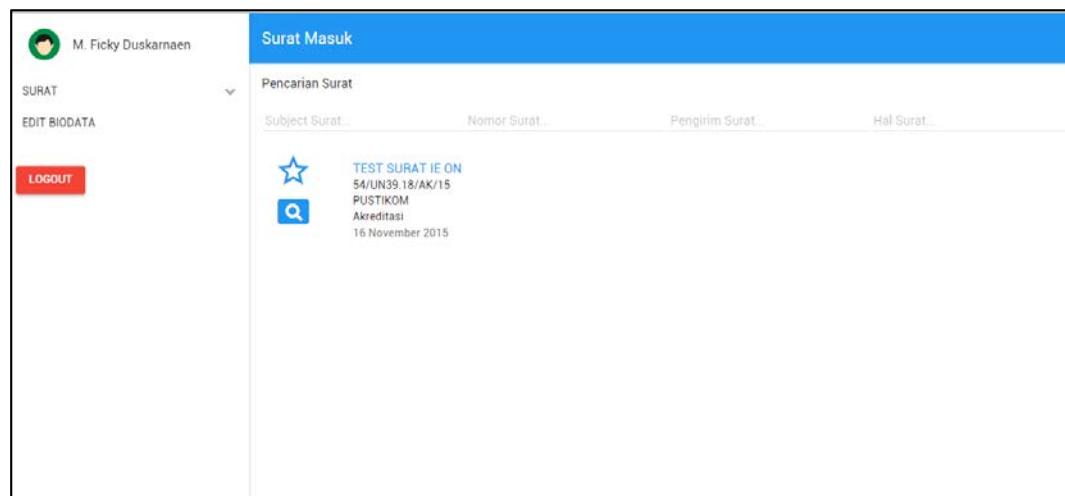 M. Ficky Duskarnaen
SURAT
EDIT BIODATA
LOGOUT
Surat Masuk
Pencarian Surat
Subject Surat... Nomor Surat... Pengirim Surat... Hal Surat...
TEST SURAT IE ON
54/UN39.18/AK/15
PUSTIKOM
Akreditasi
16 November 2015